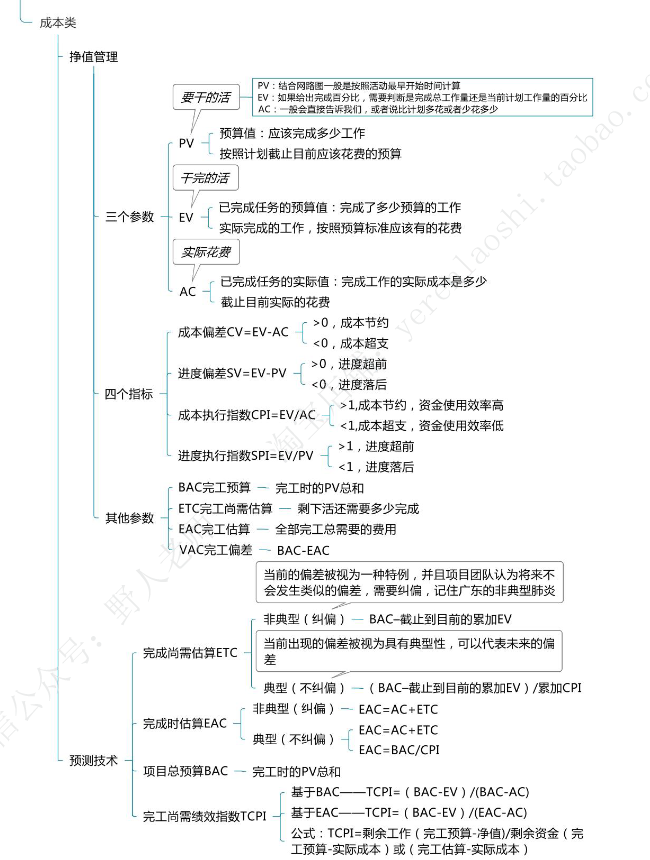 成本类
挣值管理
要干的活
PV：结合网路图一般是按照活动最早开始时间计算
EV：如果给出完成百分比，需要判断是完成总工作量还是当前计划工作量的百分比
AC：一般会直接告诉我们，或者说比计划多花或者少花多少
三个参数
PV
预算值：应该完成多少工作
按照计划截止目前应该花费的预算
干完的活
EV
已完成任务的预算值：完成了多少预算的工作
实际完成的工作，按照预算标准应该有的花费
实际花费
AC
已完成任务的实际值：完成工作的实际成本是多少
截止目前实际的花费
四个指标
成本偏差CV=EV-AC
>0，成本节约
<0，成本超支
进度偏差SV=EV-PV
>0，进度超前
<0，进度落后
成本执行指数CPI=EV/AC
>1,成本节约，资金使用效率高
<1,成本超支，资金使用效率低
进度执行指数SPI=EV/PV
>1，进度超前
<1，进度落后
其他参数
BAC完工预算
完工时的PV总和
ETC完工尚需估算
剩下活还需要多少完成
EAC完工估算
全部完工总需要的费用
VAC完工偏差
BAC-EAC
预测技术
完成尚需估算ETC
当前的偏差被视为一种特例，并且项目团队认为将来不
会发生类似的偏差，需要纠偏，记住广东的非典型肺炎
非典型（纠偏）
BAC–截止到目前的累加EV
当前出现的偏差被视为具有典型性，可以代表未来的偏
差
典型（不纠偏）
（BAC–截止到目前的累加EV）/累加CPI
完成时估算EAC
非典型（纠偏）
EAC=AC+ETC
典型（不纠偏）
EAC=AC+ETC
EAC=BAC/CPI
项目总预算BAC
完工时的PV总和
完工尚需绩效指数TCPI
基于BAC——TCPI=（BAC-EV）/(BAC-AC)
基于EAC——TCPI=（BAC-EV）/(EAC-AC)
公式：TCPI=剩余工作（完工预算-净值)/剩余资金（完
工预算-实际成本）或（完工估算-实际成本）